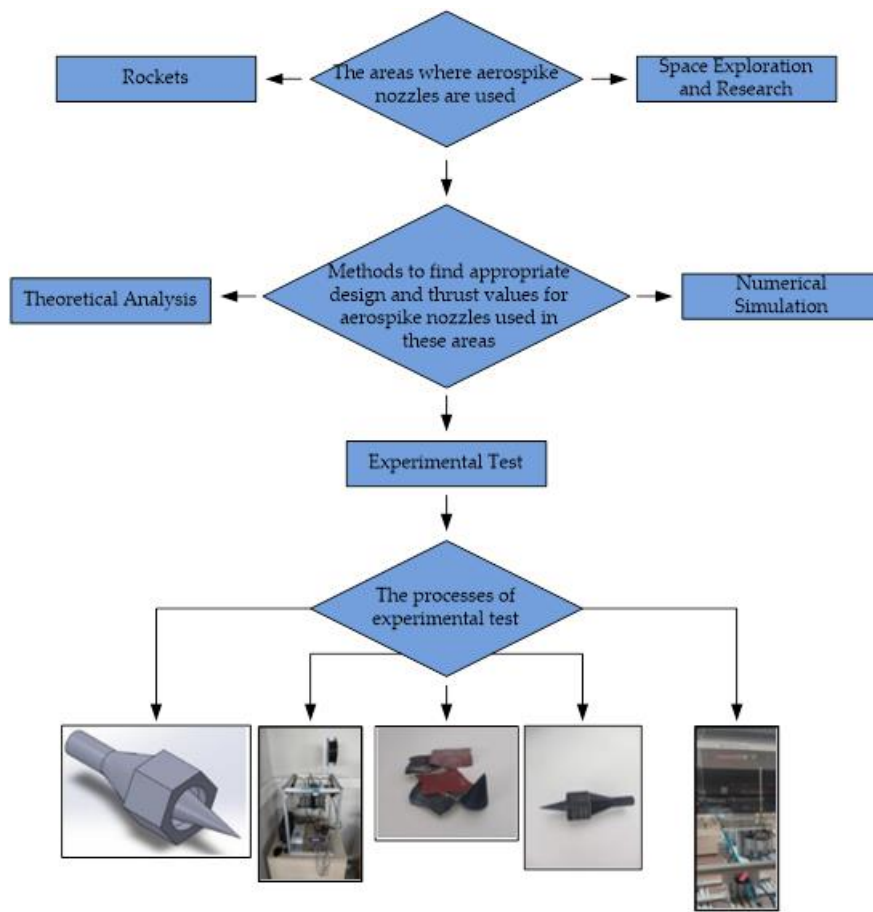 Rockets
The areas where aerospike
nozzles are used
Space Exploration
and Research
Theoretical Analysis
Methods to find appropriate
design and thrust values for
aerospike nozzles used in
these areas
Numerical
Simulation
Experimental Test
The processes of
experimental test